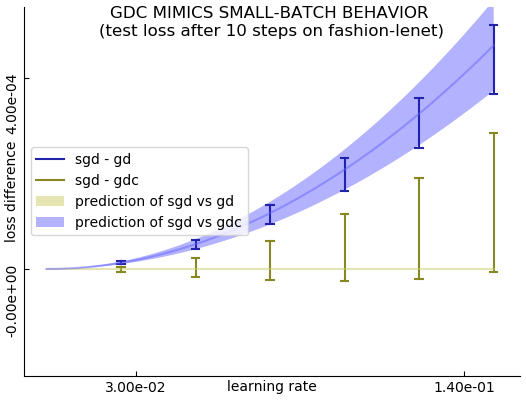 GDC MIMICS SMALL-BATCH BEHAVIOR
(test loss after 10 steps on fashion-lenet)
4.00e-04
loss difference
-0.00e+00
sgd - gd
sgd - gdc
prediction of sgd vs gd
prediction of sgd vs gdc
3.00e-02
learning rate
1.40e-01